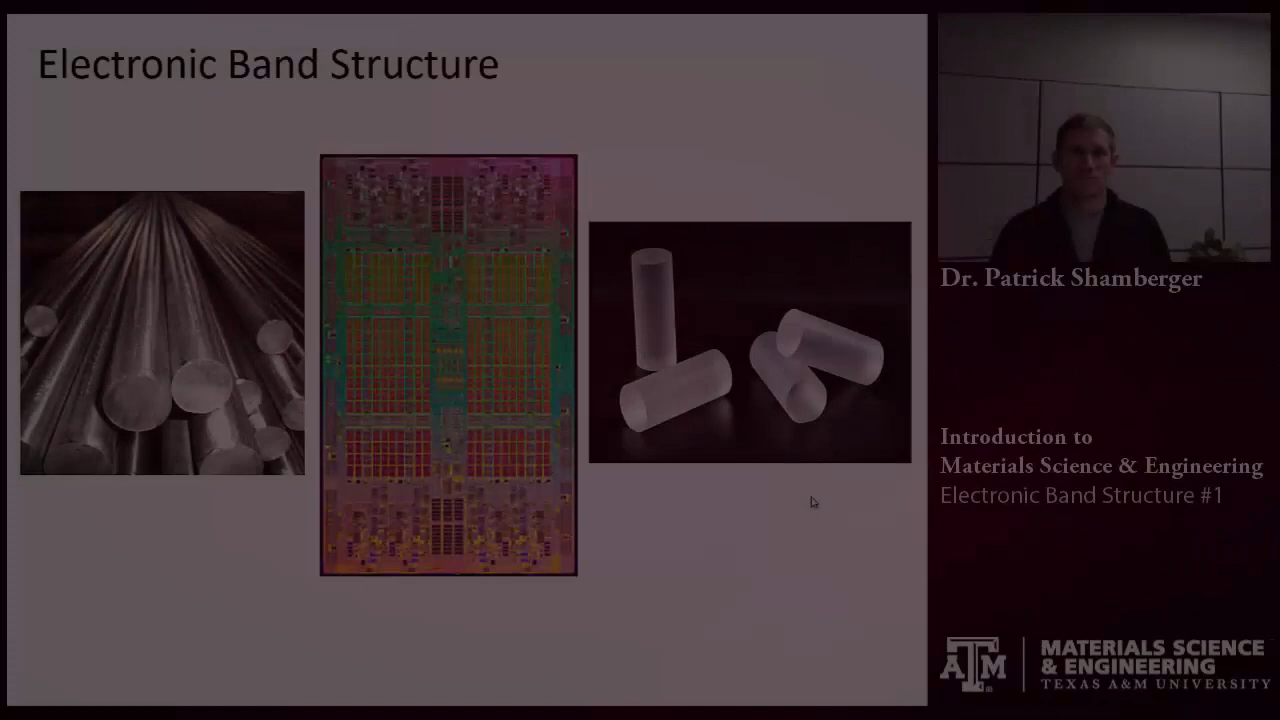 Electronic Band Structure
Dr. Patrick Shamberger
Introduction to
Materials Science & Engineering
Electronic Band Structure #1
ATM
MATERIALS SCIENCE
& ENGINEERING
TEXAS A&M UNIVERSITY